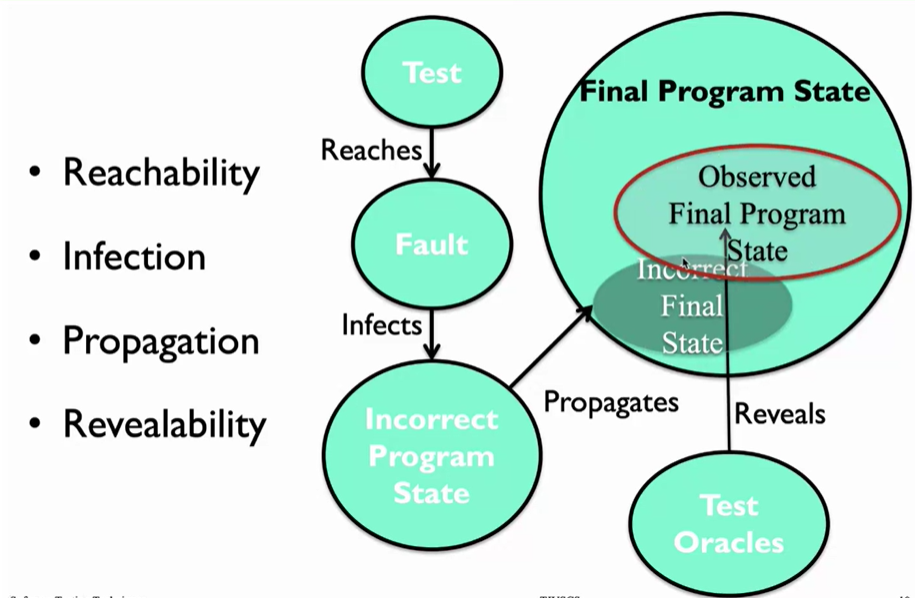 Test
Final Program State
Reaches
• Reachability
Observed
Final Program
State
Fault
• Infection
Incorrect
Final
State
Infects
• Propagation
Propagates
Reveals
• Revealability
Incorrect
Program
State
Test
Oracles